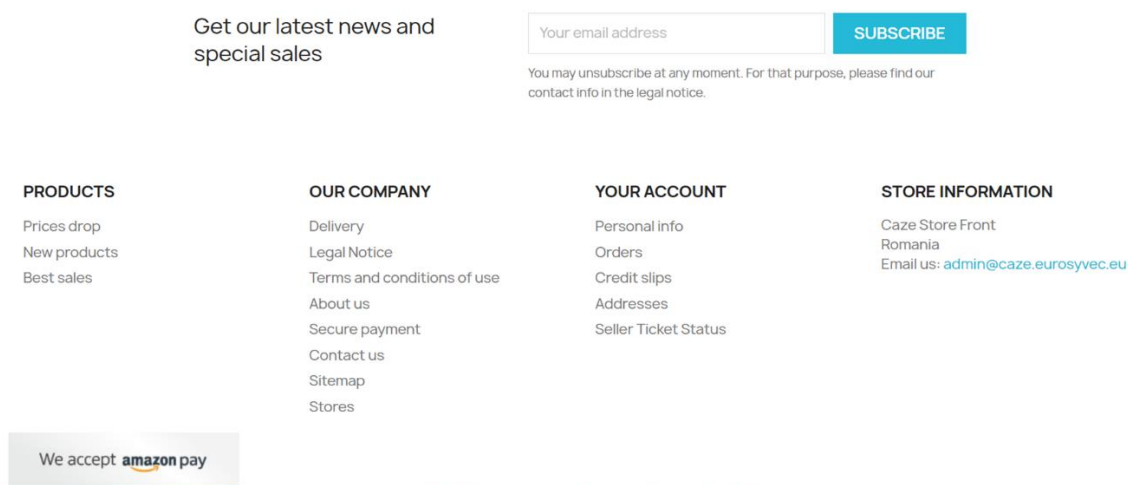 Get our latest news and
special sales
Your email address
SUBSCRIBE
You may unsubscribe at any moment. For that purpose, please find our
contact info in the legal notice.
PRODUCTS
Prices drop
New products
Best sales
OUR COMPANY
Delivery
Legal Notice
Terms and conditions of use
About us
Secure payment
Contact us
Sitemap
Stores
YOUR ACCOUNT
Personal info
Orders
Credit slips
Addresses
Seller Ticket Status
STORE INFORMATION
Caze Store Front
Romania
Email us: admin@caze.eurosyvec.eu
We accept amazon pay